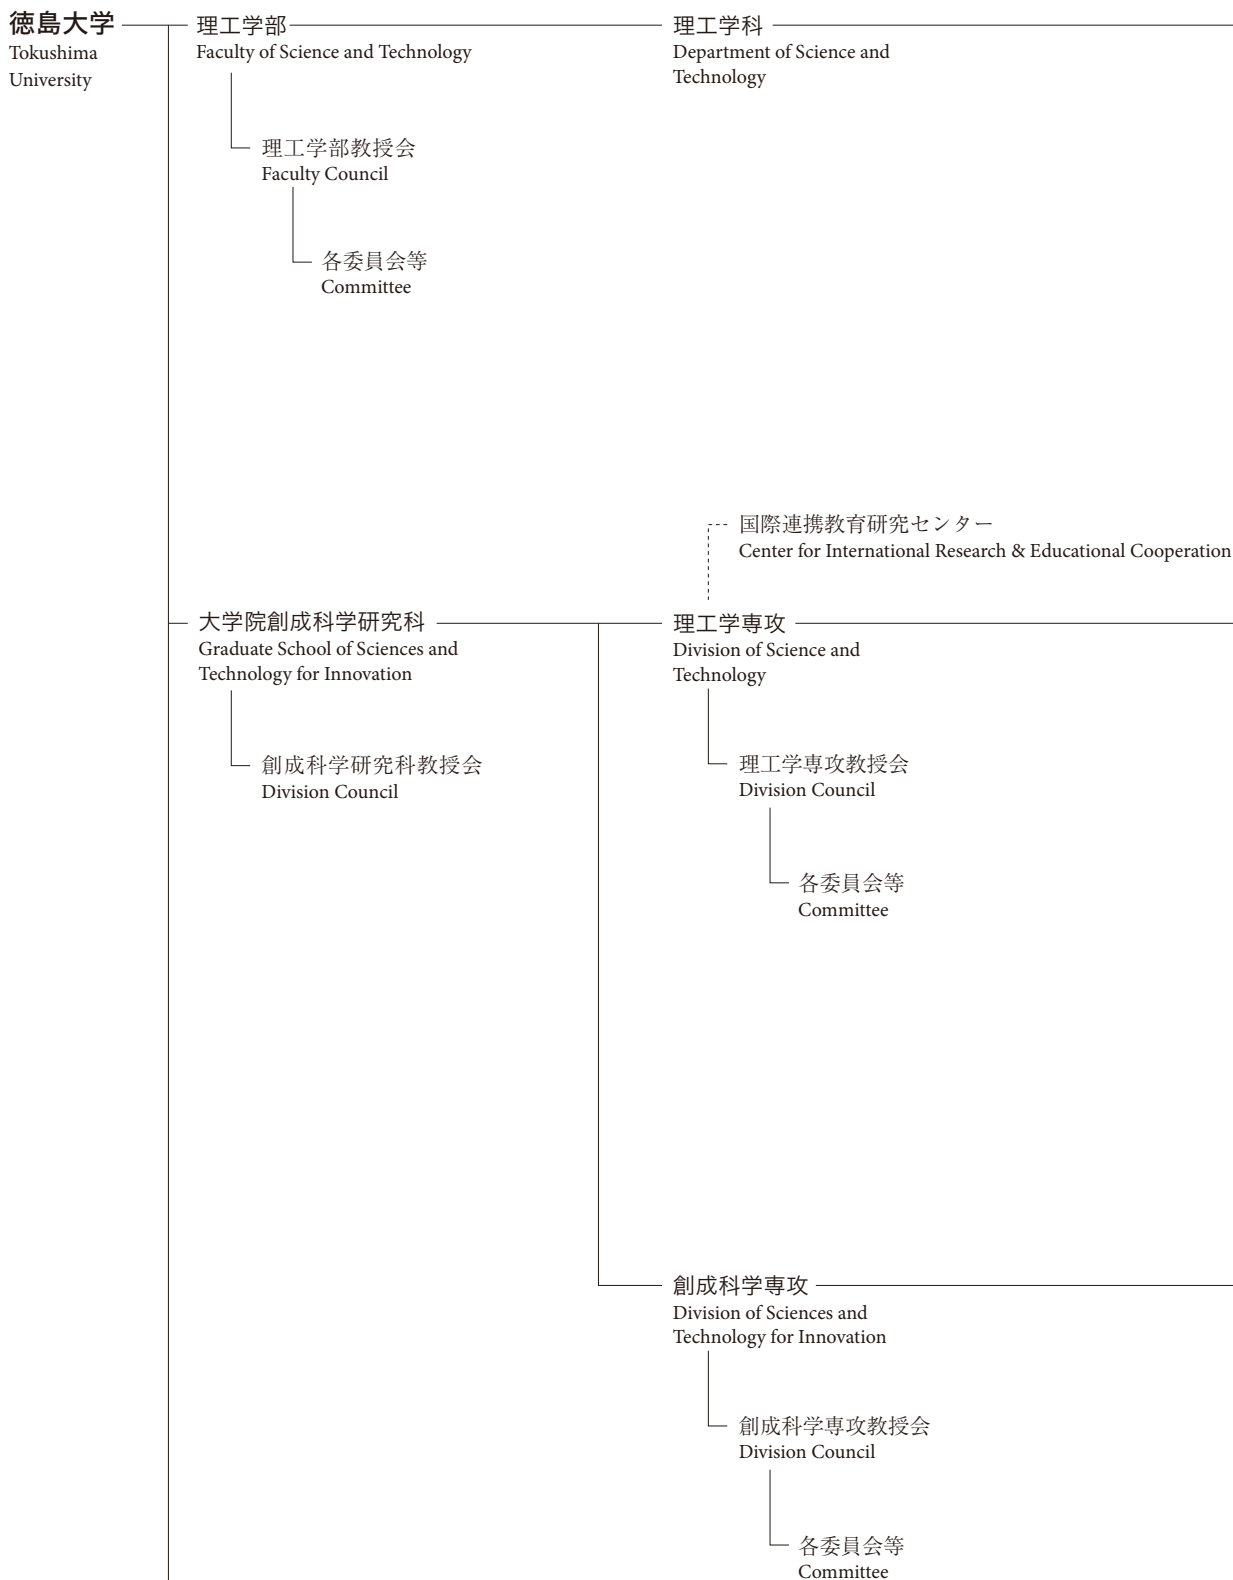 徳島大学
Tokushima
University
理工学部
Faculty of Science and Technology
理工学科
Department of Science and
Technology
理工学部教授会
Faculty Council
各委員会等
Committee
国際連携教育研究センター
Center for International Research & Educational Cooperation
大学院創成科学研究科
Graduate School of Sciences and
Technology for Innovation
理工学専攻
Division of Science and
Technology
創成科学研究科教授会
Division Council
理工学専攻教授会
Division Council
各委員会等
Committee
創成科学専攻
Division of Sciences and
Technology for Innovation
創成科学専攻教授会
Division Council
各委員会等
Committee